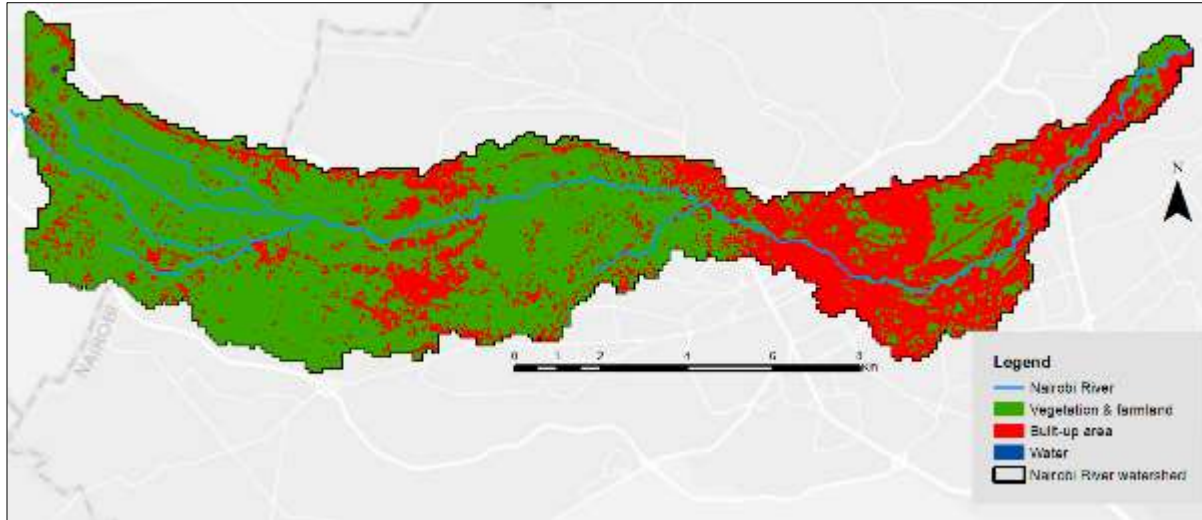 N
NAIROBI
0 1 2 4 6 8
Km
Legend
Nairobi River
Vegetation & farmland
Built-up area
Water
Nairobi River watershed